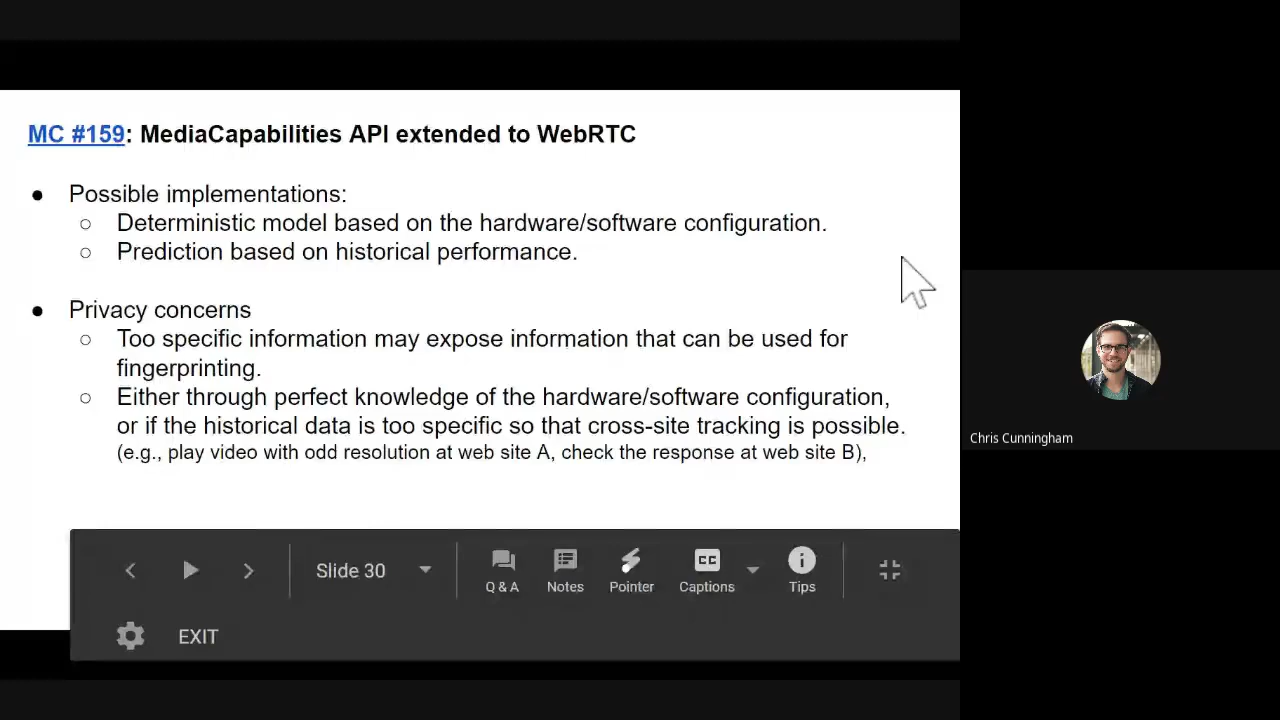 MC #159: MediaCapabilities API extended to WebRTC
● Possible implementations:
○ Deterministic model based on the hardware/software configuration.
○ Prediction based on historical performance.
● Privacy concerns
○ Too specific information may expose information that can be used for
fingerprinting.
○ Either through perfect knowledge of the hardware/software configuration,
or if the historical data is too specific so that cross-site tracking is possible.
(e.g., play video with odd resolution at web site A, check the response at web site B),
Chris Cunningham
Slide 30
CC
Q & A Notes Pointer Captions Tips
EXIT